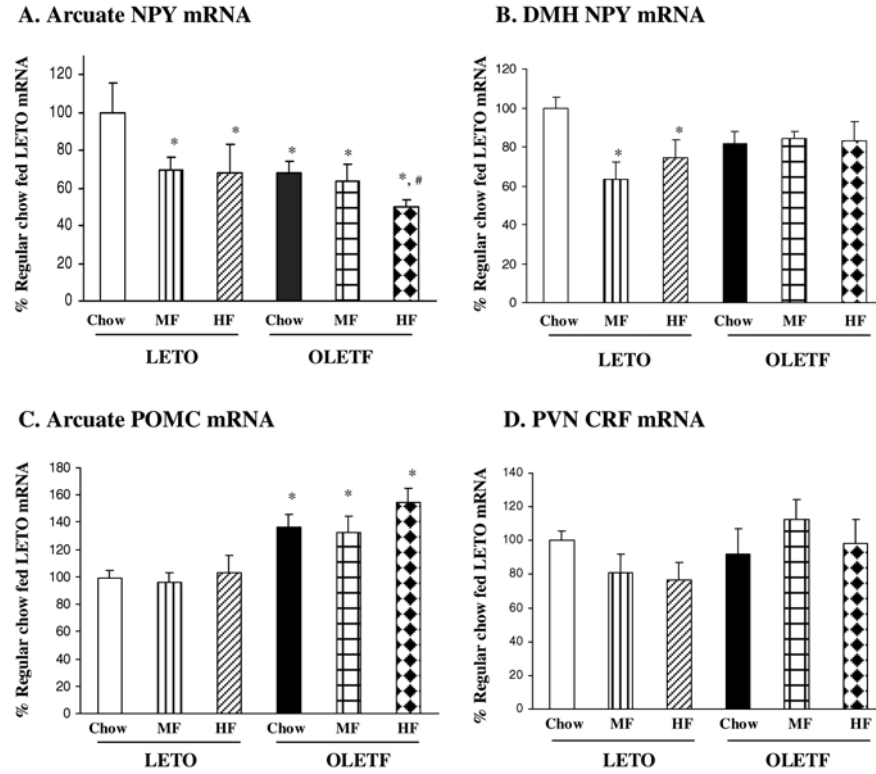 A. Arcuate NPY mRNA
% Regular chow fed LETO mRNA
120
100
80
60
40
20
0
*
*
*
*
*, #
Chow MF HF Chow MF HF
LETO OLETF
B. DMH NPY mRNA
% Regular chow fed LETO mRNA
120
100
80
60
40
20
0
*
*
Chow MF HF Chow MF HF
LETO OLETF
C. Arcuate POMC mRNA
% Regular chow fed LETO mRNA
180
160
140
120
100
80
60
40
20
0
*
*
*
Chow MF HF Chow MF HF
LETO OLETF
D. PVN CRF mRNA
% Regular chow fed LETO mRNA
140
120
100
80
60
40
20
0
Chow MF HF Chow MF HF
LETO OLETF